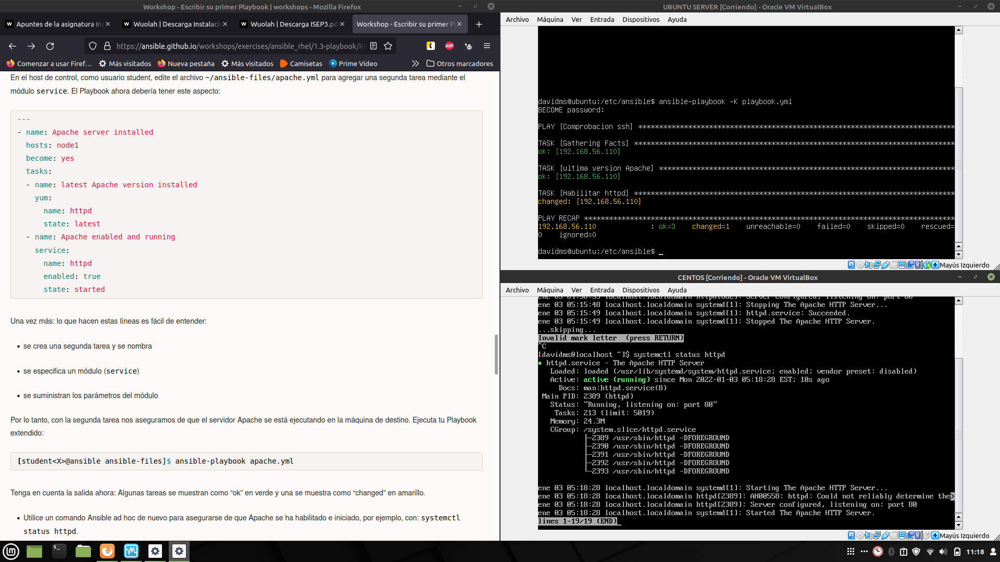 Workshop - Escribir su primer Playbook | workshops - Mozilla Firefox
Apuntes de la asignatura In
Wuolah | Descarga Instalaci
Wuolah | Descarga ISEP3.pd
Workshop - Escribir su primer P
https://ansible.github.io/workshops/exercises/ansible_rhel/1.3-playbook/R
ABP
Comenzar a usar Firef...
Más visitados
Nueva pestaña
Más visitados
Camisetas
Prime Video
Otros marcadores
En el host de control, como usuario student, edite el archivo ~/ansible-files/apache.yml para agregar una segunda tarea mediante el
módulo service. El Playbook ahora debería tener este aspecto:
---
- name: Apache server installed
  hosts: node1
  become: yes
  tasks:
  - name: latest Apache version installed
    yum:
      name: httpd
      state: latest
  - name: Apache enabled and running
    service:
      name: httpd
      enabled: true
      state: started
Una vez más: lo que hacen estas líneas es fácil de entender:
• se crea una segunda tarea y se nombra
• se especifica un módulo (service)
• se suministran los parámetros del módulo
Por lo tanto, con la segunda tarea nos aseguramos de que el servidor Apache se está ejecutando en la máquina de destino. Ejecuta tu Playbook
extendido:
[student<X>@ansible ansible-files]$ ansible-playbook apache.yml
Tenga en cuenta la salida ahora: Algunas tareas se muestran como “ok” en verde y una se muestra como “changed” en amarillo.
• Utilice un comando Ansible ad hoc de nuevo para asegurarse de que Apache se ha habilitado e iniciado, por ejemplo, con: systemctl
status httpd.
UBUNTU SERVER [Corriendo] - Oracle VM VirtualBox
Archivo Máquina Ver Entrada Dispositivos Ayuda
davidms@ubuntu:/etc/ansible$ ansible-playbook -K playbook.yml
BECOME password:
PLAY [Comprobacion ssh] ****************************************************************************
TASK [Gathering Facts] *****************************************************************************
ok: [192.168.56.110]
TASK [ultima version Apache] ***********************************************************************
ok: [192.168.56.110]
TASK [Habilitar httpd] *****************************************************************************
changed: [192.168.56.110]
PLAY RECAP *****************************************************************************************
192.168.56.110             : ok=3    changed=1    unreachable=0    failed=0    skipped=0    rescued=
0    ignored=0
davidms@ubuntu:/etc/ansible$ _
Mayús Izquierdo
CENTOS [Corriendo] - Oracle VM VirtualBox
Archivo Máquina Ver Entrada Dispositivos Ayuda
ene 03 05:15:48 localhost.localdomain systemd[1]: Stopping The Apache HTTP Server...
ene 03 05:15:49 localhost.localdomain systemd[1]: httpd.service: Succeeded.
ene 03 05:15:49 localhost.localdomain systemd[1]: Stopped The Apache HTTP Server.
...skipping...
Invalid mark letter  (press RETURN)
^C
[davidms@localhost ~]$ systemctl status httpd
● httpd.service - The Apache HTTP Server
   Loaded: loaded (/usr/lib/systemd/system/httpd.service; enabled; vendor preset: disabled)
   Active: active (running) since Mon 2022-01-03 05:18:28 EST; 10s ago
     Docs: man:httpd.service(8)
 Main PID: 2389 (httpd)
   Status: "Running, listening on: port 80"
    Tasks: 213 (limit: 5019)
   Memory: 24.3M
   CGroup: /system.slice/httpd.service
           ├─2389 /usr/sbin/httpd -DFOREGROUND
           ├─2390 /usr/sbin/httpd -DFOREGROUND
           ├─2391 /usr/sbin/httpd -DFOREGROUND
           ├─2392 /usr/sbin/httpd -DFOREGROUND
           └─2393 /usr/sbin/httpd -DFOREGROUND
ene 03 05:18:28 localhost.localdomain systemd[1]: Starting The Apache HTTP Server...
ene 03 05:18:28 localhost.localdomain httpd[2389]: AH00558: httpd: Could not reliably determine the>
ene 03 05:18:28 localhost.localdomain httpd[2389]: Server configured, listening on: port 80
ene 03 05:18:28 localhost.localdomain systemd[1]: Started The Apache HTTP Server.
lines 1-19/19 (END)_
Mayús Izquierdo
11:18